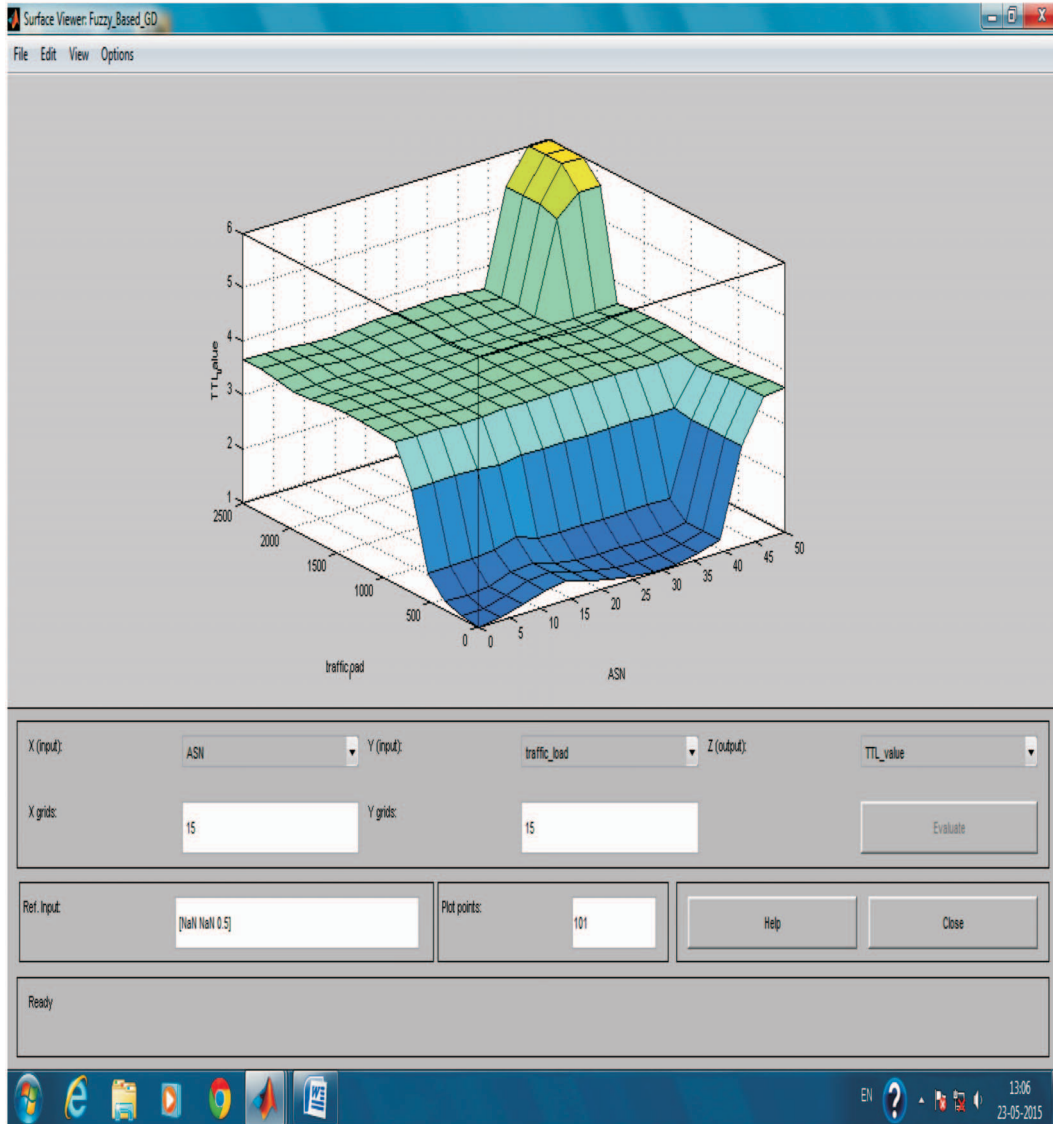 Surface Viewer: Fuzzy_Based_GD
File Edit View Options
6
5
4
3
2
1
TTL_value
2500
2000
1500
1000
500
0
0
5
10
15
20
25
30
35
40
45
50
traffic_load
ASN
X (input):
ASN
Y (input):
traffic_load
Z (output):
TTL_value
X grids:
15
Y grids:
15
Evaluate
Ref. Input:
[NaN NaN 0.5]
Plot points:
101
Help
Close
Ready
EN
13:06
23-05-2015